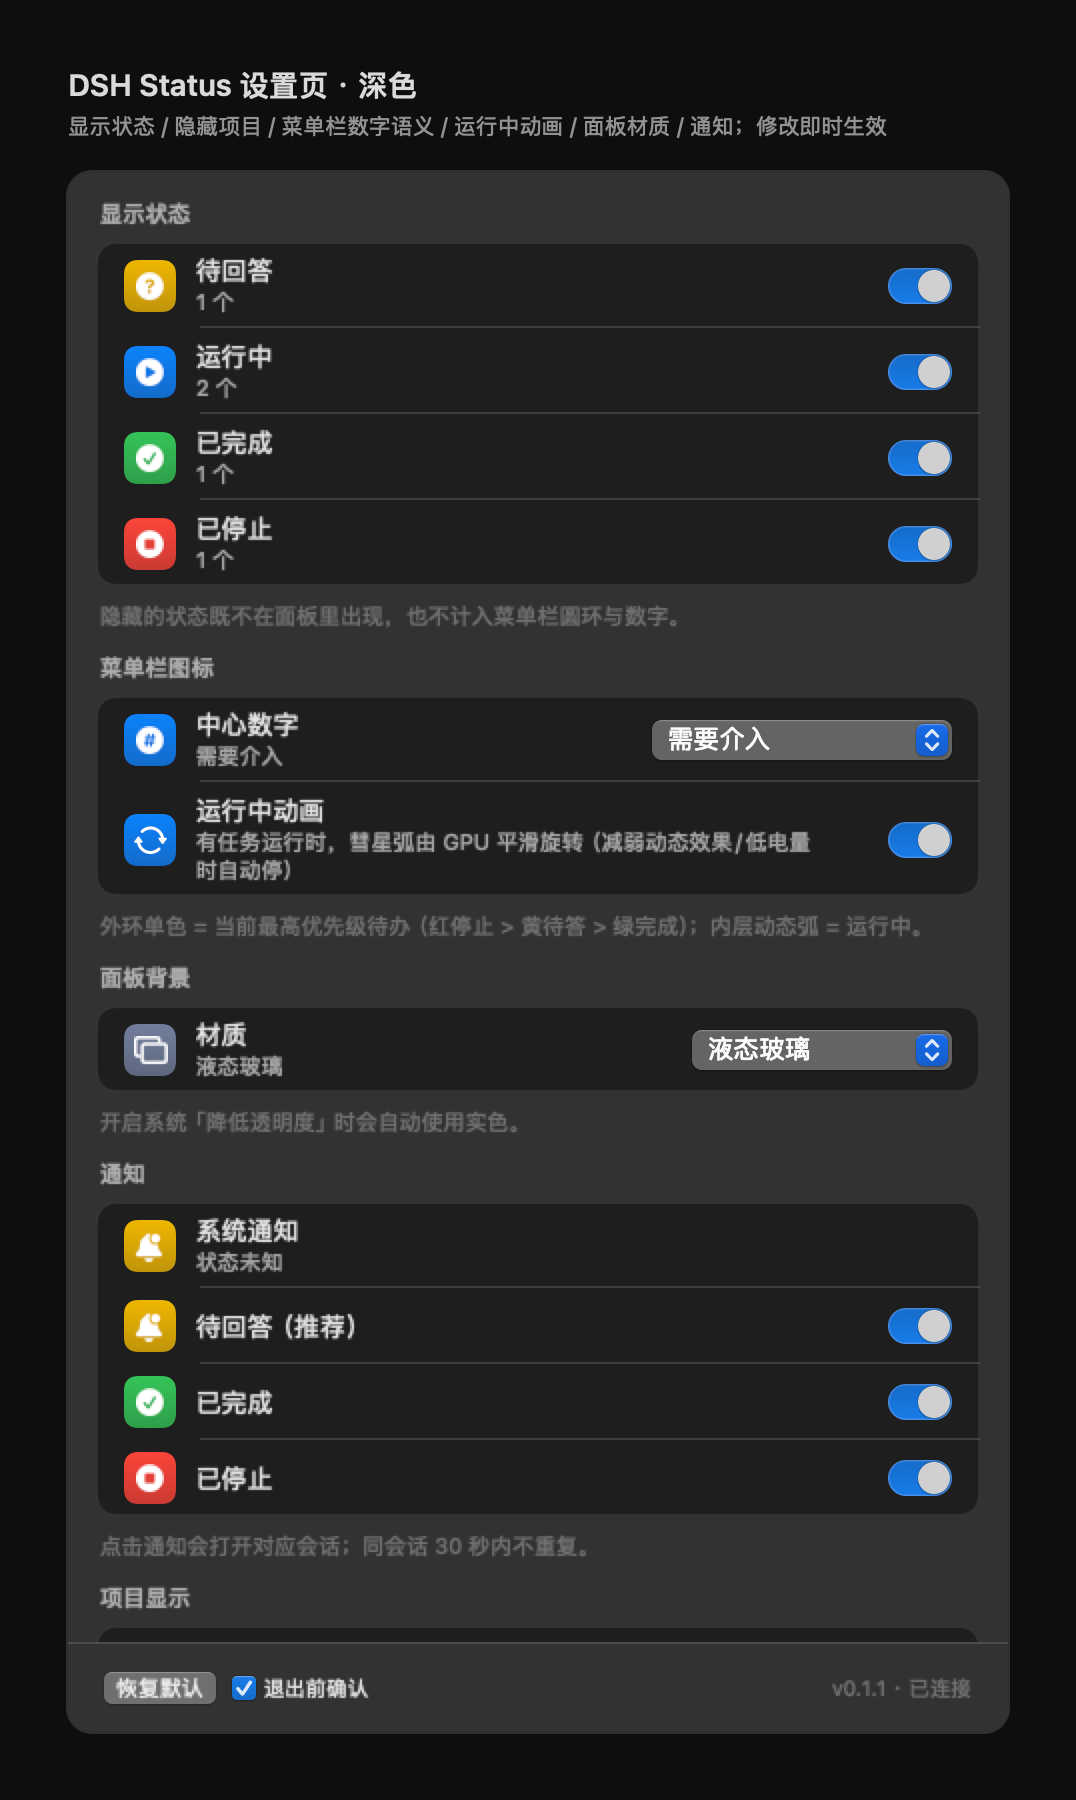 DSH Status 设置页 · 深色
显示状态 / 隐藏项目 / 菜单栏数字语义 / 运行中动画 / 面板材质 / 通知；修改即时生效
显示状态
待回答
1 个
运行中
2 个
已完成
1 个
已停止
1 个
隐藏的状态既不在面板里出现，也不计入菜单栏圆环与数字。
菜单栏图标
中心数字
需要介入
需要介入
运行中动画
有任务运行时，彗星弧由 GPU 平滑旋转（减弱动态效果/低电量
时自动停）
外环单色 = 当前最高优先级待办（红停止 > 黄待答 > 绿完成）；内层动态弧 = 运行中。
面板背景
材质
液态玻璃
液态玻璃
开启系统「降低透明度」时会自动使用实色。
通知
系统通知
状态未知
待回答（推荐）
已完成
已停止
点击通知会打开对应会话；同会话 30 秒内不重复。
项目显示
恢复默认 退出前确认 v0.1.1 · 已连接